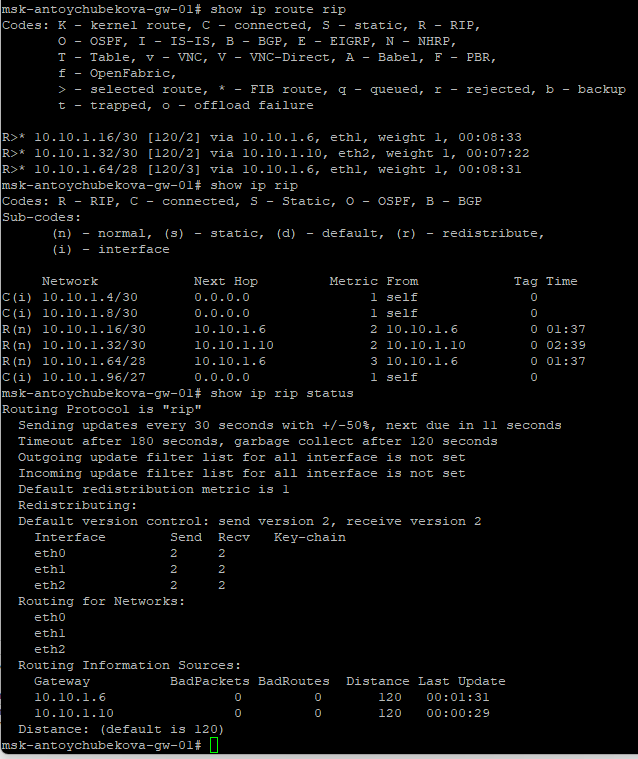 msk-antoychubekova-gw-01# show ip route rip
Codes: K - kernel route, C - connected, S - static, R - RIP,
       O - OSPF, I - IS-IS, B - BGP, E - EIGRP, N - NHRP,
       T - Table, v - VNC, V - VNC-Direct, A - Babel, F - PBR,
       f - OpenFabric,
       > - selected route, * - FIB route, q - queued, r - rejected, b - backup
       t - trapped, o - offload failure

R>* 10.10.1.16/30 [120/2] via 10.10.1.6, eth1, weight 1, 00:08:33
R>* 10.10.1.32/30 [120/2] via 10.10.1.10, eth2, weight 1, 00:07:22
R>* 10.10.1.64/28 [120/3] via 10.10.1.6, eth1, weight 1, 00:08:31
msk-antoychubekova-gw-01# show ip rip
Codes: R - RIP, C - connected, S - Static, O - OSPF, B - BGP
Sub-codes:
      (n) - normal, (s) - static, (d) - default, (r) - redistribute,
      (i) - interface

     Network            Next Hop         Metric From            Tag Time
C(i) 10.10.1.4/30       0.0.0.0               1 self              0
C(i) 10.10.1.8/30       0.0.0.0               1 self              0
R(n) 10.10.1.16/30      10.10.1.6             2 10.10.1.6         0 01:37
R(n) 10.10.1.32/30      10.10.1.10            2 10.10.1.10        0 02:39
R(n) 10.10.1.64/28      10.10.1.6             3 10.10.1.6         0 01:37
C(i) 10.10.1.96/27      0.0.0.0               1 self              0
msk-antoychubekova-gw-01# show ip rip status
Routing Protocol is "rip"
  Sending updates every 30 seconds with +/-50%, next due in 11 seconds
  Timeout after 180 seconds, garbage collect after 120 seconds
  Outgoing update filter list for all interface is not set
  Incoming update filter list for all interface is not set
  Default redistribution metric is 1
  Redistributing:
  Default version control: send version 2, receive version 2
    Interface        Send  Recv   Key-chain
    eth0             2     2
    eth1             2     2
    eth2             2     2
  Routing for Networks:
    eth0
    eth1
    eth2
  Routing Information Sources:
    Gateway          BadPackets BadRoutes  Distance Last Update
    10.10.1.6                0         0       120   00:01:31
    10.10.1.10               0         0       120   00:00:29
  Distance: (default is 120)
msk-antoychubekova-gw-01#